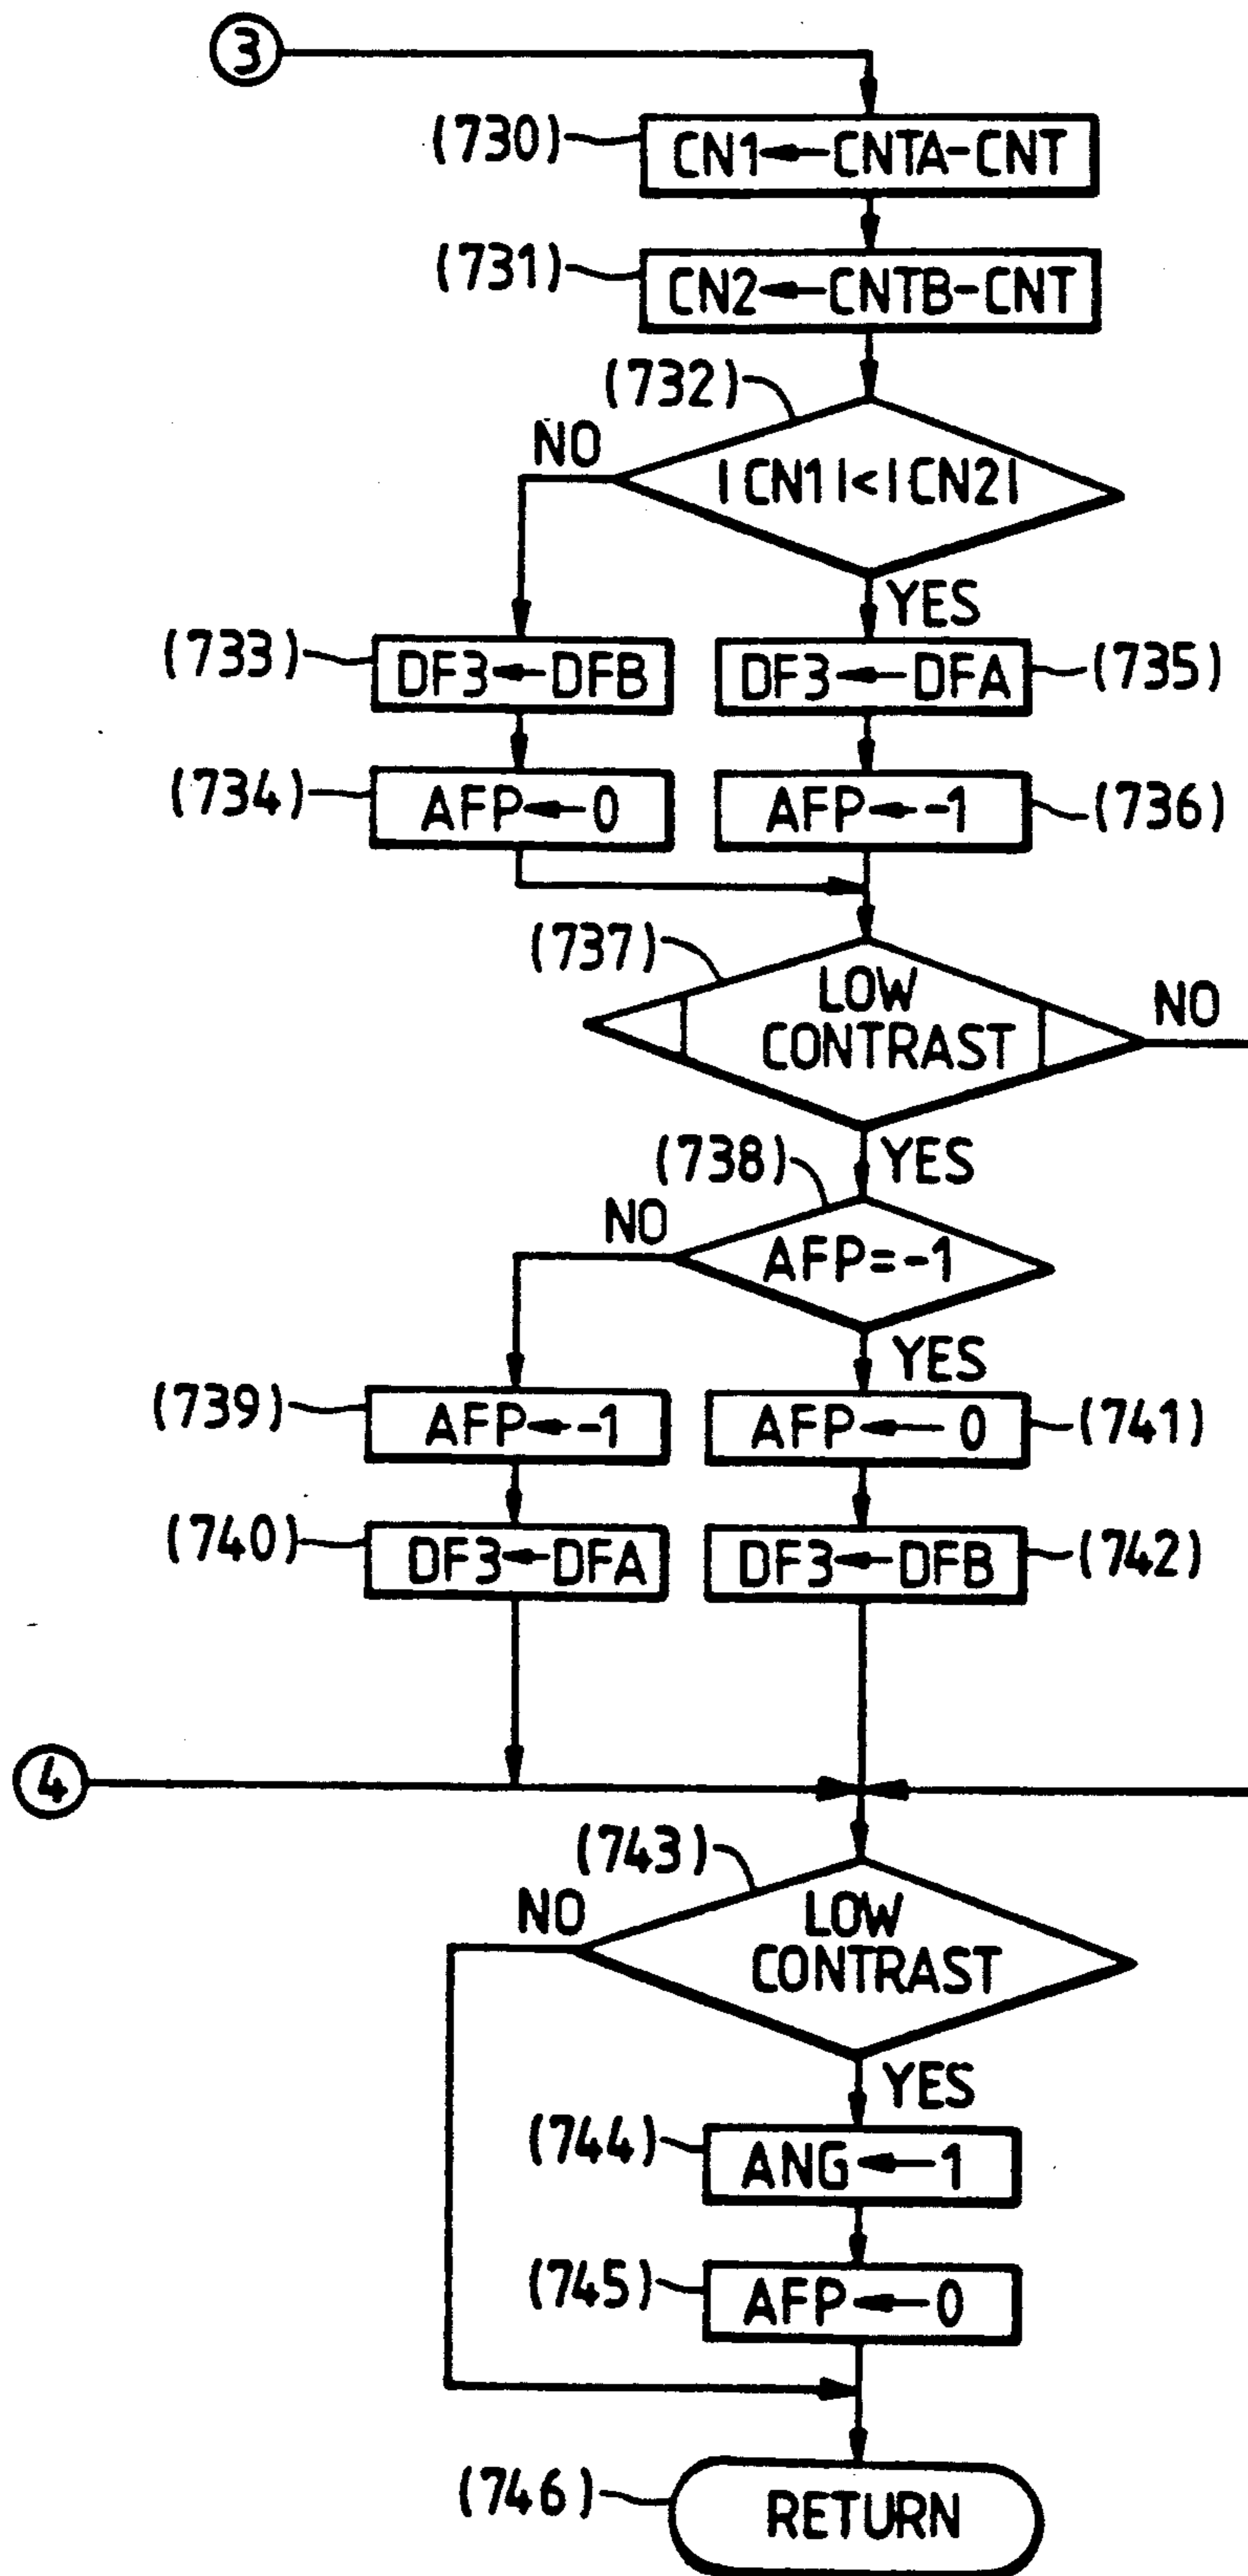 3
(730)
CN1←CNTA-CNT
(731)
CN2←CNTB-CNT
(732)
NO
|CN1|<|CN2|
YES
(733)
DF3←DFB
DF3←DFA
(735)
(734)
AFP←0
AFP←-1
(736)
(737)
LOW
CONTRAST
NO
YES
(738)
NO
AFP=-1
YES
(739)
AFP←-1
AFP←0
(741)
(740)
DF3←DFA
DF3←DFB
(742)
4
(743)
NO
LOW
CONTRAST
YES
(744)
ANG←1
(745)
AFP←0
(746)
RETURN